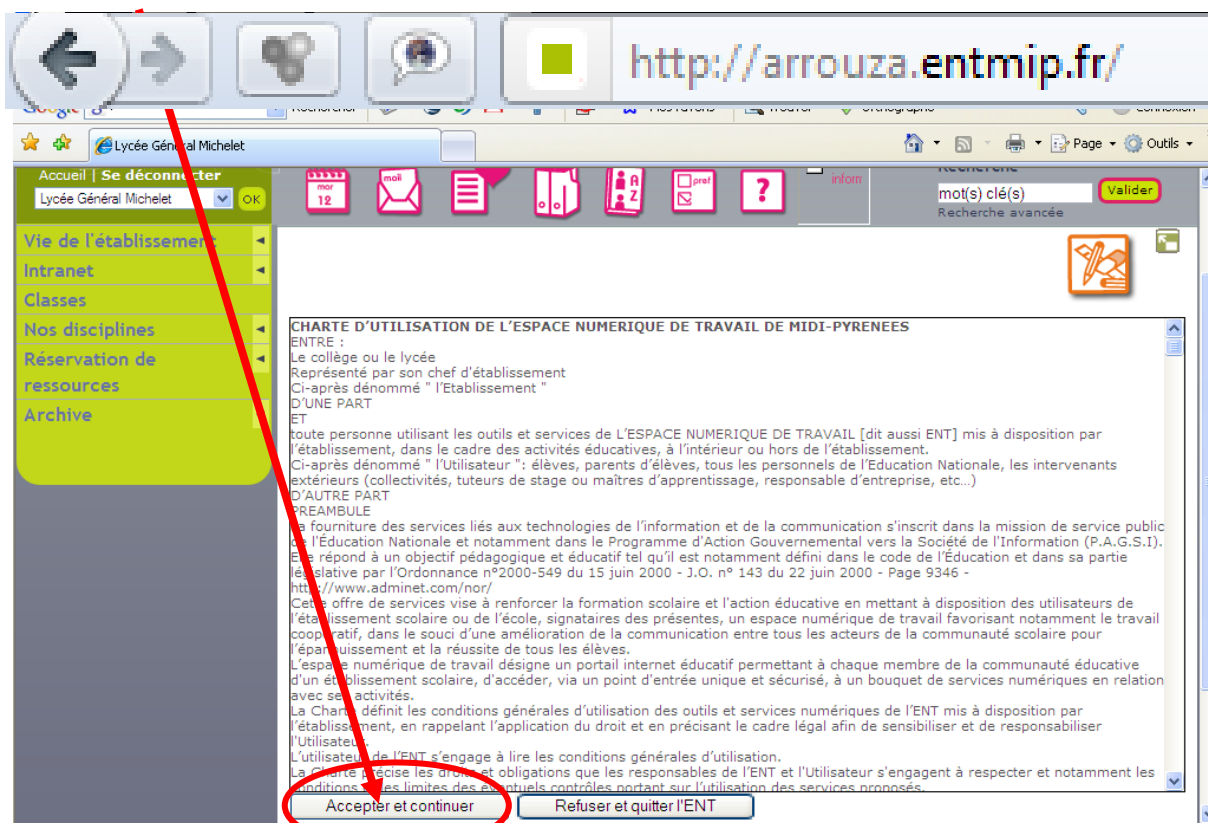 http://arrouza.entmip.fr/
Google
Lycée Général Michelet
Page
Outils
Accueil | Se déconnecter
Lycée Général Michelet
OK
mar
12
mail
A
Z
prof
?
inform
Recherche
mot(s) clé(s)
Valider
Recherche avancée
Vie de l'établissement
Intranet
Classes
Nos disciplines
Réservation de
ressources
Archive
CHARTE D'UTILISATION DE L'ESPACE NUMERIQUE DE TRAVAIL DE MIDI-PYRENEES
ENTRE :
Le collège ou le lycée
Représenté par son chef d'établissement
Ci-après dénommé " l'Etablissement "
D'UNE PART
ET
toute personne utilisant les outils et services de L'ESPACE NUMERIQUE DE TRAVAIL [dit aussi ENT] mis à disposition par
l'établissement, dans le cadre des activités éducatives, à l'intérieur ou hors de l'établissement.
Ci-après dénommé " l'Utilisateur ": élèves, parents d'élèves, tous les personnels de l'Education Nationale, les intervenants
extérieurs (collectivités, tuteurs de stage ou maîtres d'apprentissage, responsable d'entreprise, etc...)
D'AUTRE PART
PREAMBULE
La fourniture des services liés aux technologies de l'information et de la communication s'inscrit dans la mission de service public
de l'Éducation Nationale et notamment dans le Programme d'Action Gouvernemental vers la Société de l'Information (P.A.G.S.I).
Elle répond à un objectif pédagogique et éducatif tel qu'il est notamment défini dans le code de l'Éducation et dans sa partie
législative par l'Ordonnance n°2000-549 du 15 juin 2000 - J.O. n° 143 du 22 juin 2000 - Page 9346 -
http://www.adminet.com/nor/
Cette offre de services vise à renforcer la formation scolaire et l'action éducative en mettant à disposition des utilisateurs de
l'établissement scolaire ou de l'école, signataires des présentes, un espace numérique de travail favorisant notamment le travail
coopératif, dans le souci d'une amélioration de la communication entre tous les acteurs de la communauté scolaire pour
l'épanouissement et la réussite de tous les élèves.
L'espace numérique de travail désigne un portail internet éducatif permettant à chaque membre de la communauté éducative
d'un établissement scolaire, d'accéder, via un point d'entrée unique et sécurisé, à un bouquet de services numériques en relation
avec ses activités.
La Charte définit les conditions générales d'utilisation des outils et services numériques de l'ENT mis à disposition par
l'établissement, en rappelant l'application du droit et en précisant le cadre légal afin de sensibiliser et de responsabiliser
l'Utilisateur.
L'utilisateur de l'ENT s'engage à lire les conditions générales d'utilisation.
La Charte précise les droits et obligations que les responsables de l'ENT et l'Utilisateur s'engagent à respecter et notamment les
conditions et les limites des éventuels contrôles portant sur l'utilisation des services proposés.
Accepter et continuer
Refuser et quitter l'ENT